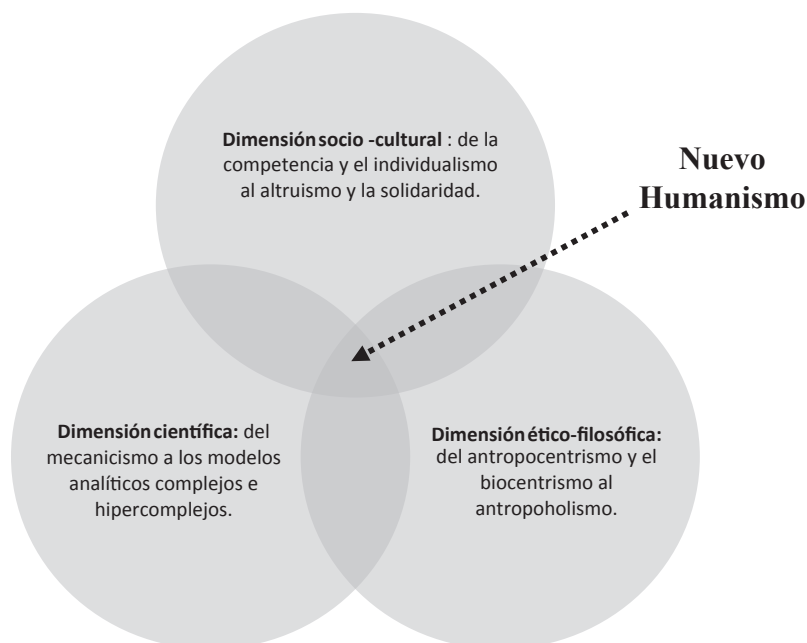 Dimensión socio -cultural : de la
competencia y el individualismo
al altruismo y la solidaridad.
Nuevo
Humanismo
Dimensión científica: del
mecanicismo a los modelos
analíticos complejos e
hipercomplejos.
Dimensión ético-filosófica:
del antropocentrismo y el
biocentrismo al
antropoholismo.